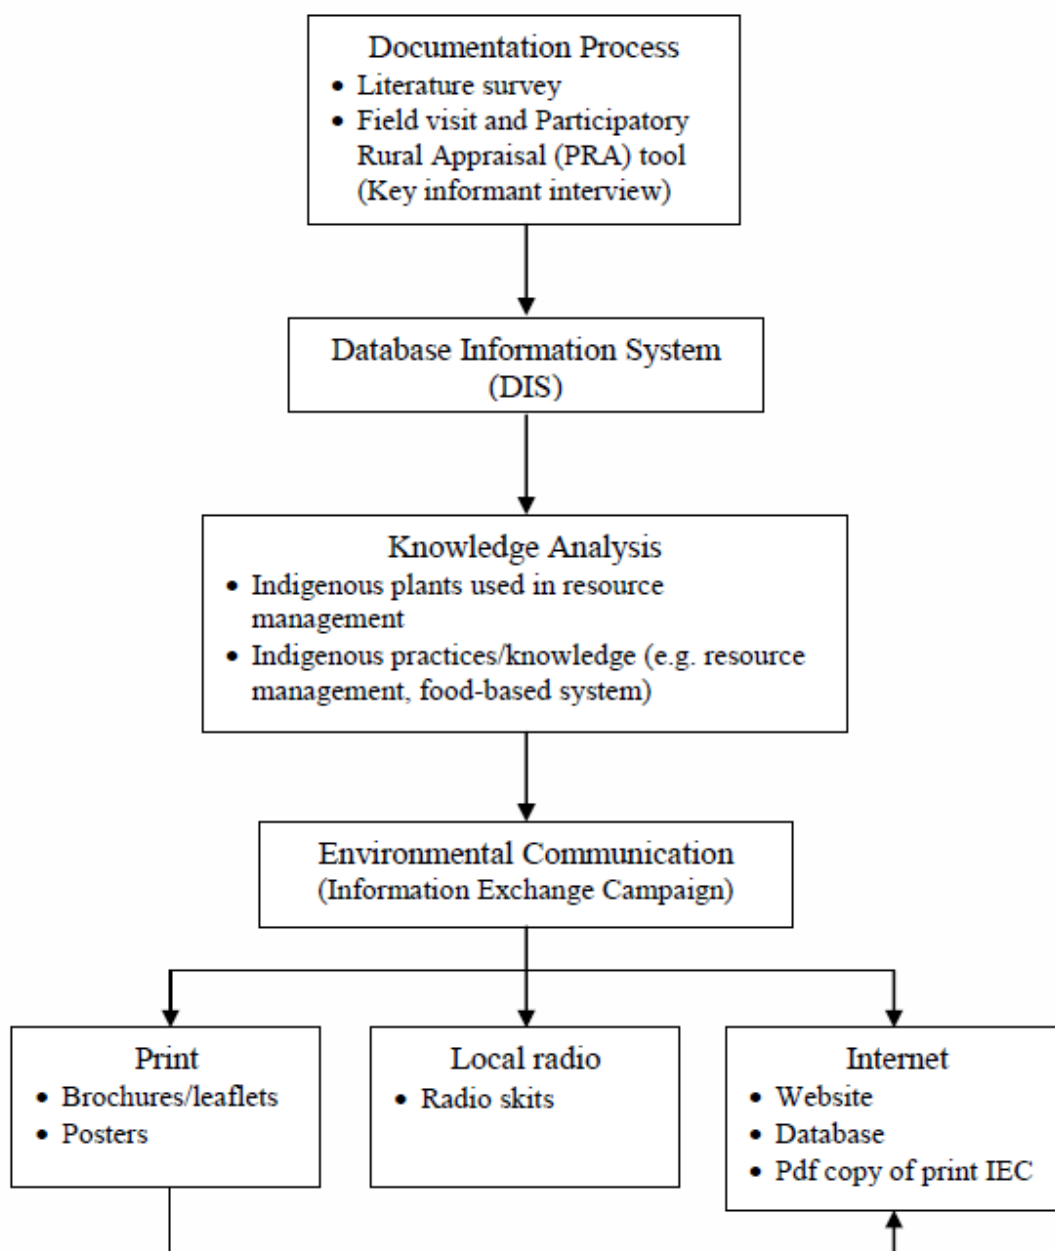 Documentation Process
• Literature survey
• Field visit and Participatory
Rural Appraisal (PRA) tool
(Key informant interview)
Database Information System
(DIS)
Knowledge Analysis
• Indigenous plants used in resource
management
• Indigenous practices/knowledge (e.g. resource
management, food-based system)
Environmental Communication
(Information Exchange Campaign)
Print
• Brochures/leaflets
• Posters
Local radio
• Radio skits
Internet
• Website
• Database
• Pdf copy of print IEC